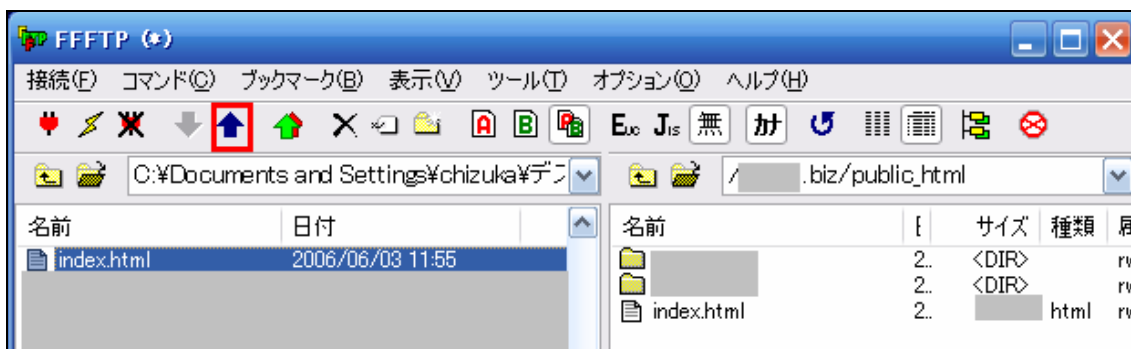 FFFTP (*)
接続(F) コマンド(C) ブックマーク(B) 表示(V) ツール(T) オプション(O) ヘルプ(H)
A B A B Euc Jis 無 カナ
C:¥Documents and Settings¥chizuka¥デス / .biz/public_html
名前 日付 名前 サイズ 種類
index.html 2006/06/03 11:55 2.. <DIR>
2.. <DIR>
index.html 2.. html